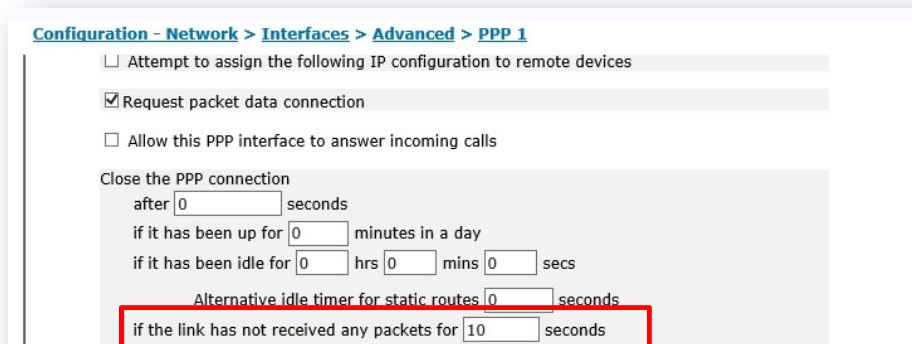 Configuration - Network > Interfaces > Advanced > PPP 1
Attempt to assign the following IP configuration to remote devices
Request packet data connection
Allow this PPP interface to answer incoming calls
Close the PPP connection
after 0 seconds
if it has been up for 0 minutes in a day
if it has been idle for 0 hrs 0 mins 0 secs
Alternative idle timer for static routes 0 seconds
if the link has not received any packets for 10 seconds